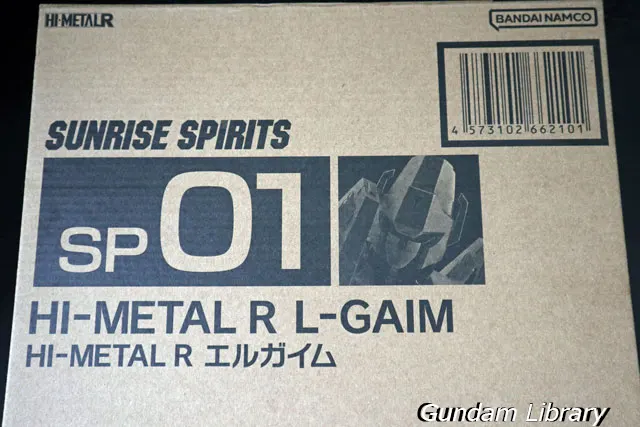 HI-METAL R
BANDAI NAMCO
4 573102 662101
SUNRISE SPIRITS
SP 01
HI-METAL R L-GAIM
HI-METAL R エルガイム
Gundam Library